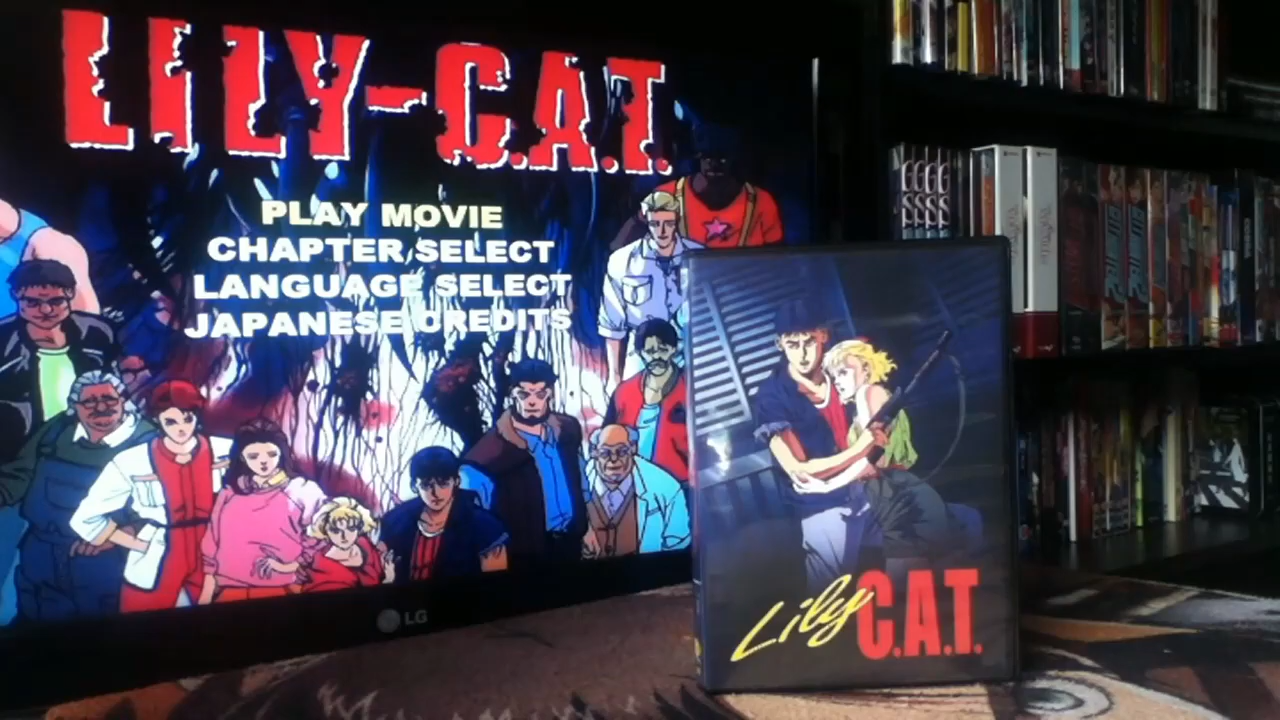 LILY-C.A.T.
PLAY MOVIE
CHAPTER SELECT
LANGUAGE SELECT
JAPANESE CREDITS
LG
Lily C.A.T.